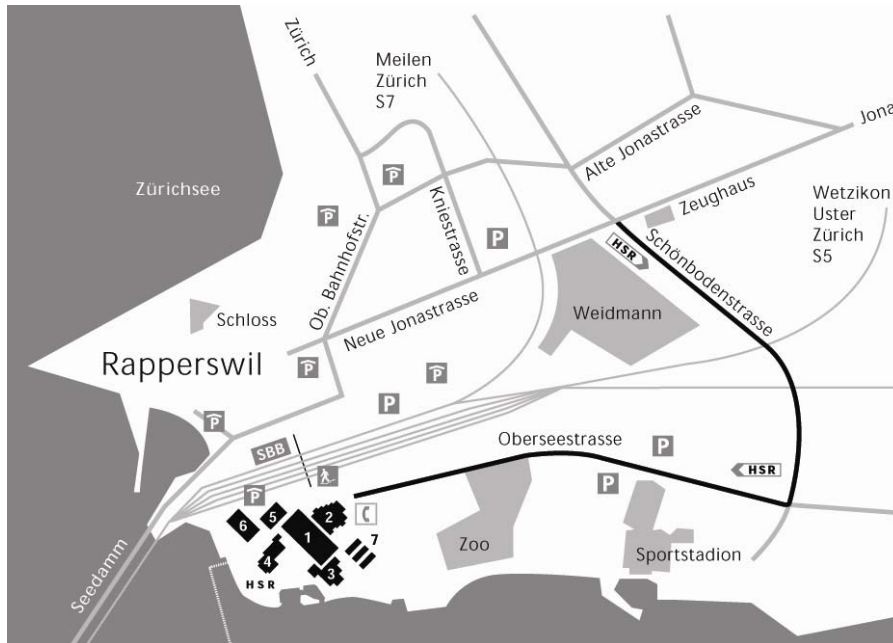 Zürich
Meilen
Zürich
S7
Alte Jonastrasse
Jona
Zürichsee
P
P
Kniestrasse
P
Zeughaus
Wetzikon
Uster
Zürich
S5
Ob. Bahnhofstr.
HSR
Schönbodenstrasse
Schloss
Neue Jonastrasse
Weidmann
Rapperswil
P
P
P
P
SBB
Oberseestrasse
P
HSR
P
P
6
5
2
1
7
4
3
HSR
Zoo
Sportstadion
Seedamm